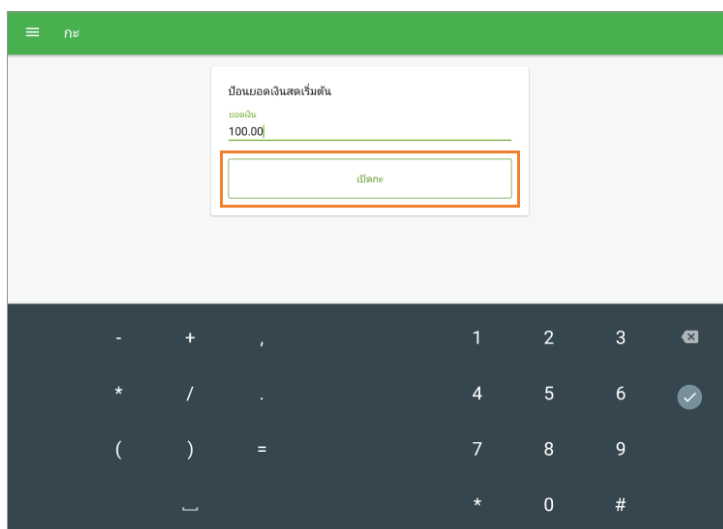 กะ
ป้อนยอดเงินสดเริ่มต้น
ยอดเงิน
100.00
เปิดกะ
- + , 1 2 3
* / . 4 5 6
( ) = 7 8 9
* 0 #